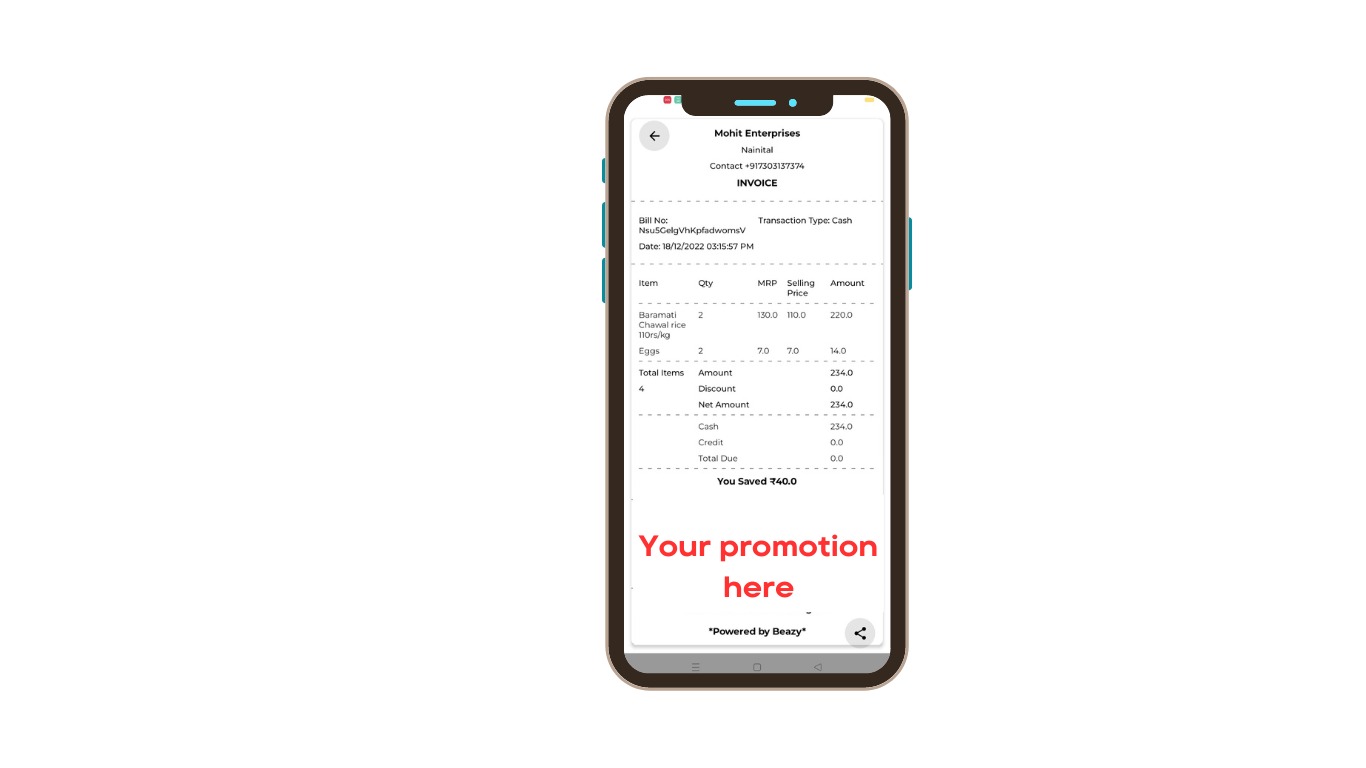 Mohit Enterprises
Nainital
Contact +917303137374
INVOICE
Bill No: Transaction Type: Cash
Nsu5GelgVhKpfadwomsV
Date: 18/12/2022 03:15:57 PM
Item Qty MRP Selling Amount
Price
Baramati 2 130.0 110.0 220.0
Chawal rice
110rs/kg
Eggs 2 7.0 7.0 14.0
Total Items Amount 234.0
4 Discount 0.0
Net Amount 234.0
Cash 234.0
Credit 0.0
Total Due 0.0
You Saved ₹40.0
Your promotion
here
*Powered by Beazy*